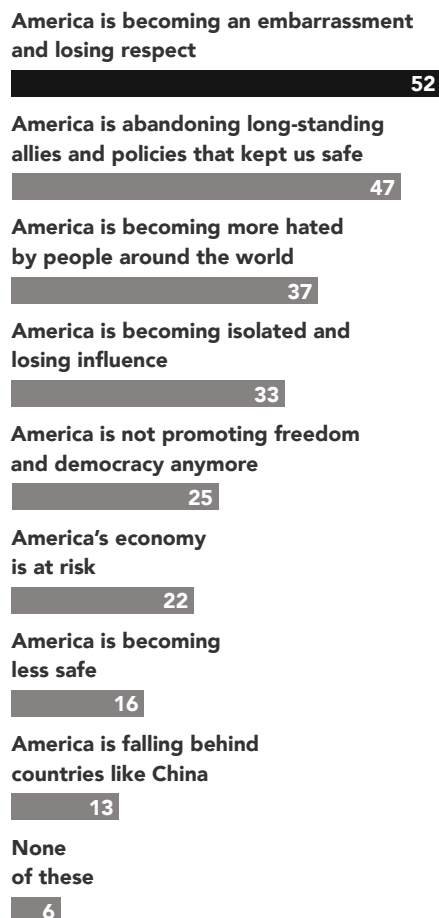 America is becoming an embarrassment
and losing respect
52
America is abandoning long-standing
allies and policies that kept us safe
47
America is becoming more hated
by people around the world
37
America is becoming isolated and
losing influence
33
America is not promoting freedom
and democracy anymore
25
America’s economy
is at risk
22
America is becoming
less safe
16
America is falling behind
countries like China
13
None
of these
6